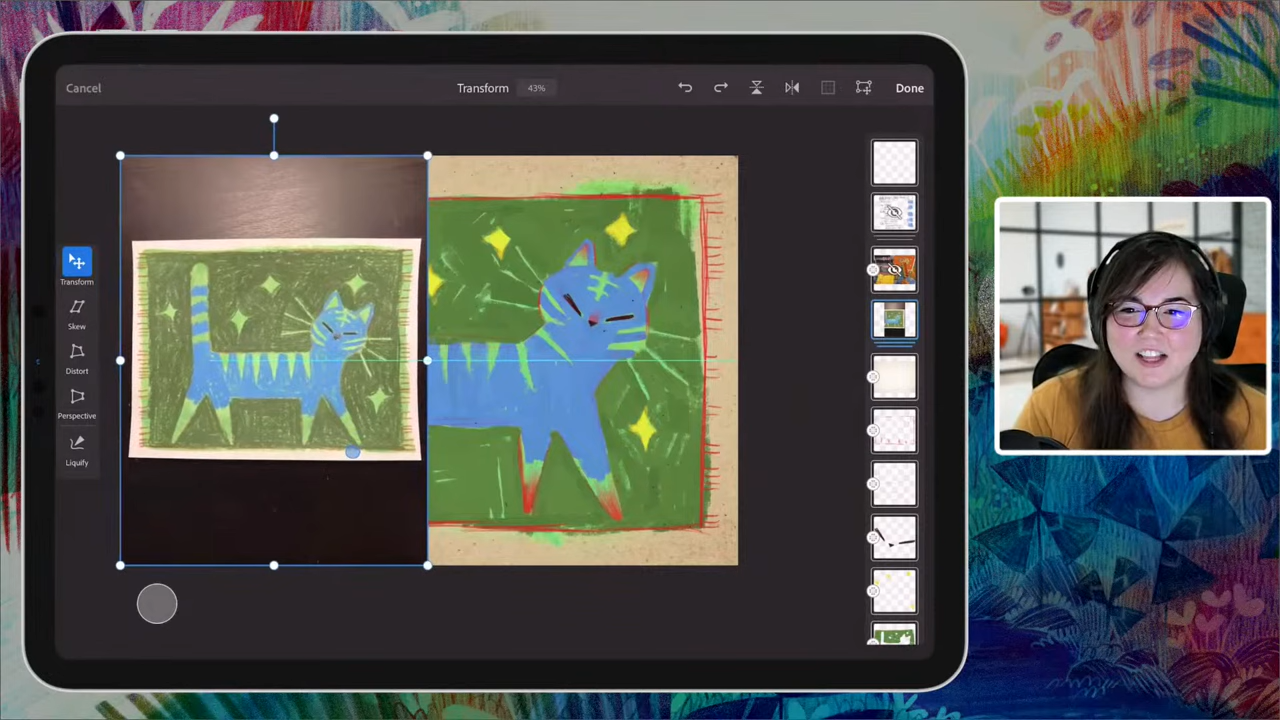 Cancel
Transform 43%
Done
Transform
Skew
Distort
Perspective
Liquify